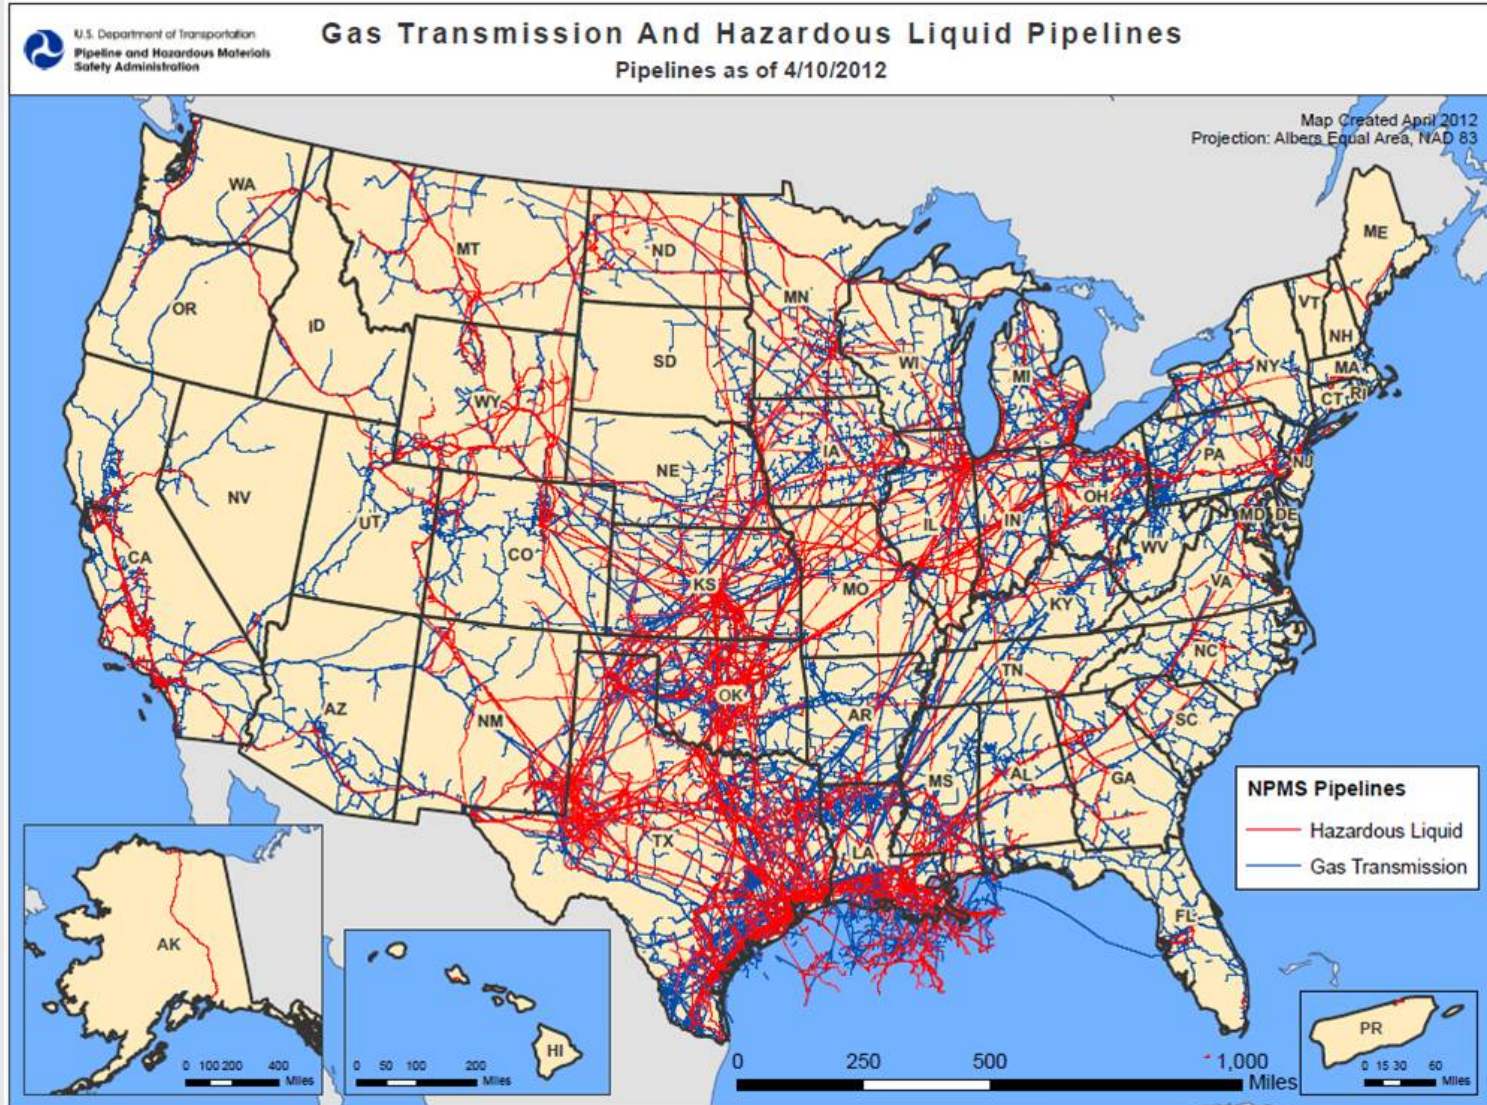 U.S. Department of Transportation
Pipeline and Hazardous Materials
Safety Administration
Gas Transmission And Hazardous Liquid Pipelines
Pipelines as of 4/10/2012
Map Created April 2012
Projection: Albers Equal Area, NAD 83
WA
MT
ND
MN
ME
OR
ID
SD
WI
MI
VT
NH
NY
MA
CT
RI
WY
IA
NE
PA
NJ
NV
UT
CO
IL
IN
OH
MD
DE
WV
CA
KS
MO
KY
VA
NC
TN
AZ
NM
OK
AR
SC
MS
AL
GA
TX
LA
FL
NPMS Pipelines
Hazardous Liquid
Gas Transmission
AK
0 100 200 400
Miles
HI
0 50 100 200
Miles
0 250 500 1,000
Miles
PR
0 15 30 60
Miles